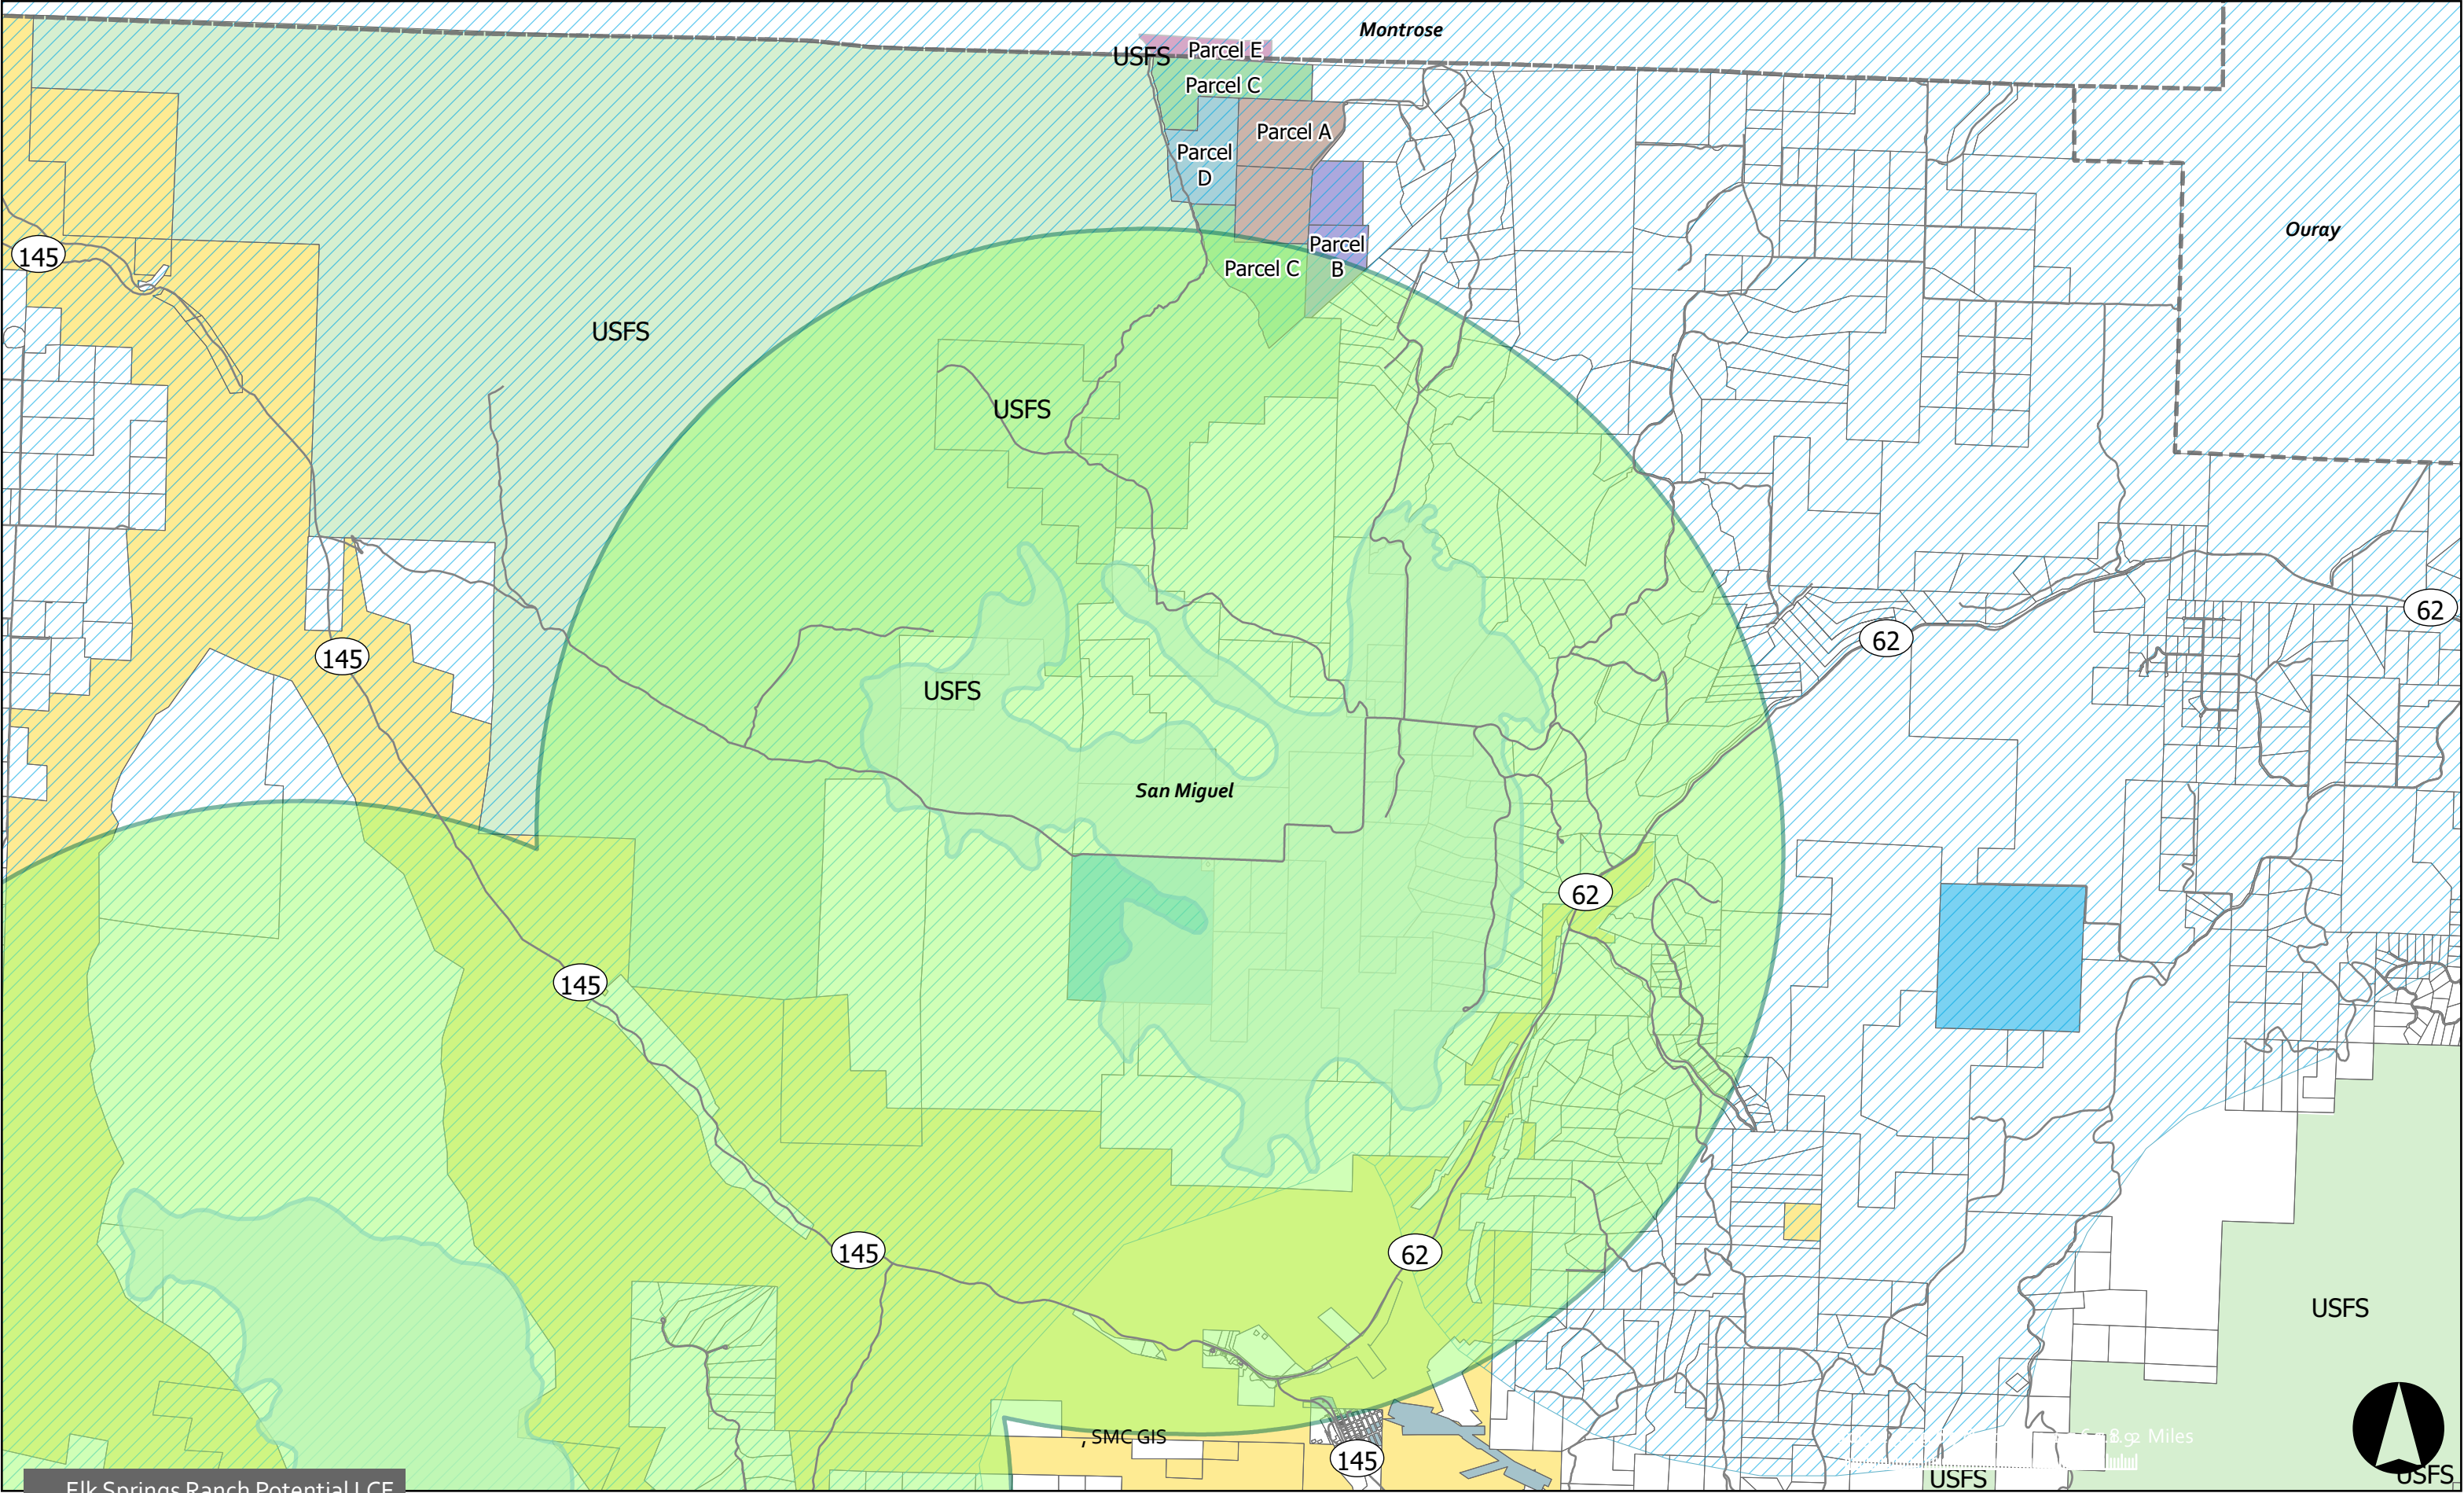 Montrose
USFS
Parcel E
Parcel C
Parcel A
Parcel
D
Ouray
145
Parcel
B
Parcel C
USFS
USFS
62
62
145
USFS
San Miguel
62
145
145
62
USFS
, SMC GIS
Miles
145
USFS
USFS
Elk Springs Ranch Potential LCE